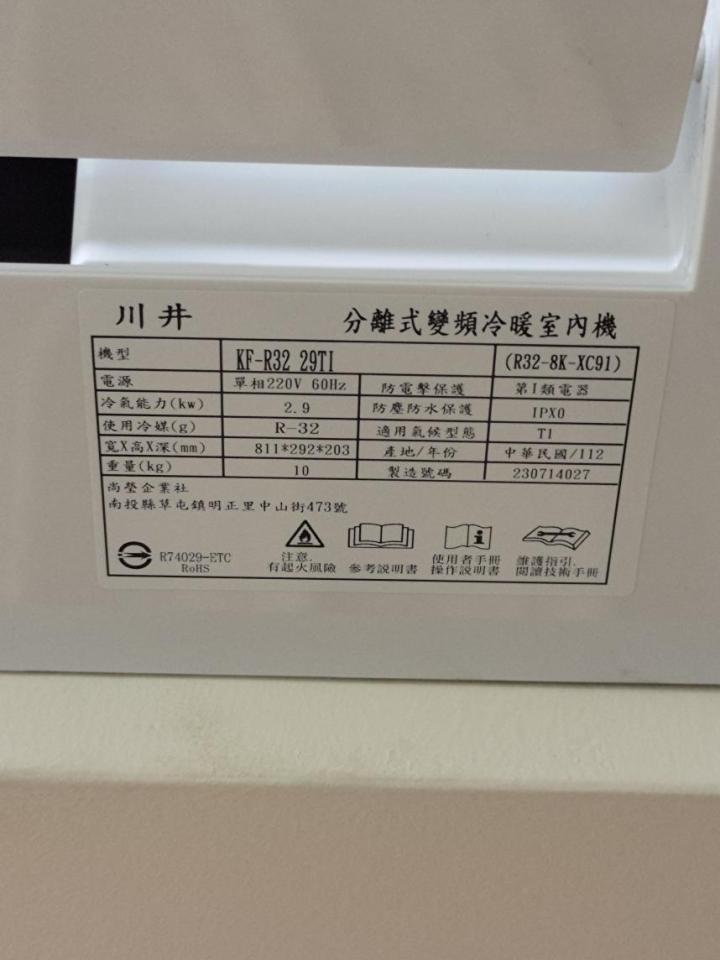 川井 分離式變頻冷暖室內機
機型 KF-R32 29TI (R32-8K-XC91)
電源 單相220V 60Hz 防電擊保護 第I類電器
冷氣能力(kw) 2.9 防塵防水保護 IPX0
使用冷媒(g) R-32 適用氣候型態 T1
寬X高X深(mm) 811*292*203 產地/年份 中華民國/112
重量(kg) 10 製造號碼 230714027
尚瑩企業社
南投縣草屯鎮明正里中山街473號
R74029-ETC
RoHS
注意.
有起火風險
參考說明書
使用者手冊
操作說明書
維護指引.
閱讀技術手冊